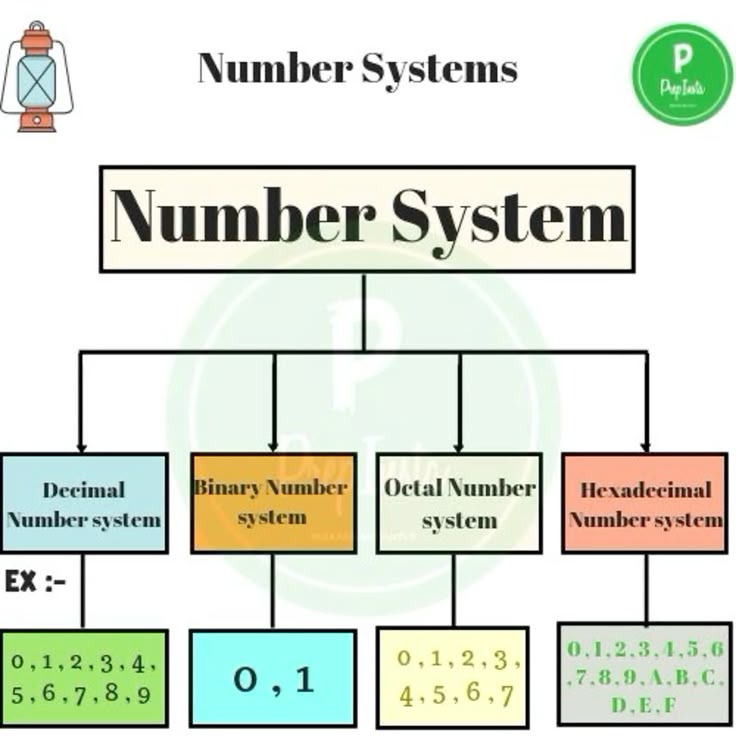 Number Systems
P
Prep Insta
Number System
Decimal
Number system
Binary Number
system
Octal Number
system
Hexadecimal
Number system
EX :-
0,1,2,3,4,
5,6,7,8,9
0,1
0,1,2,3,
4,5,6,7
0,1,2,3,4,5,6
,7,8,9,A,B,C,
D,E,F
P
Prep Insta